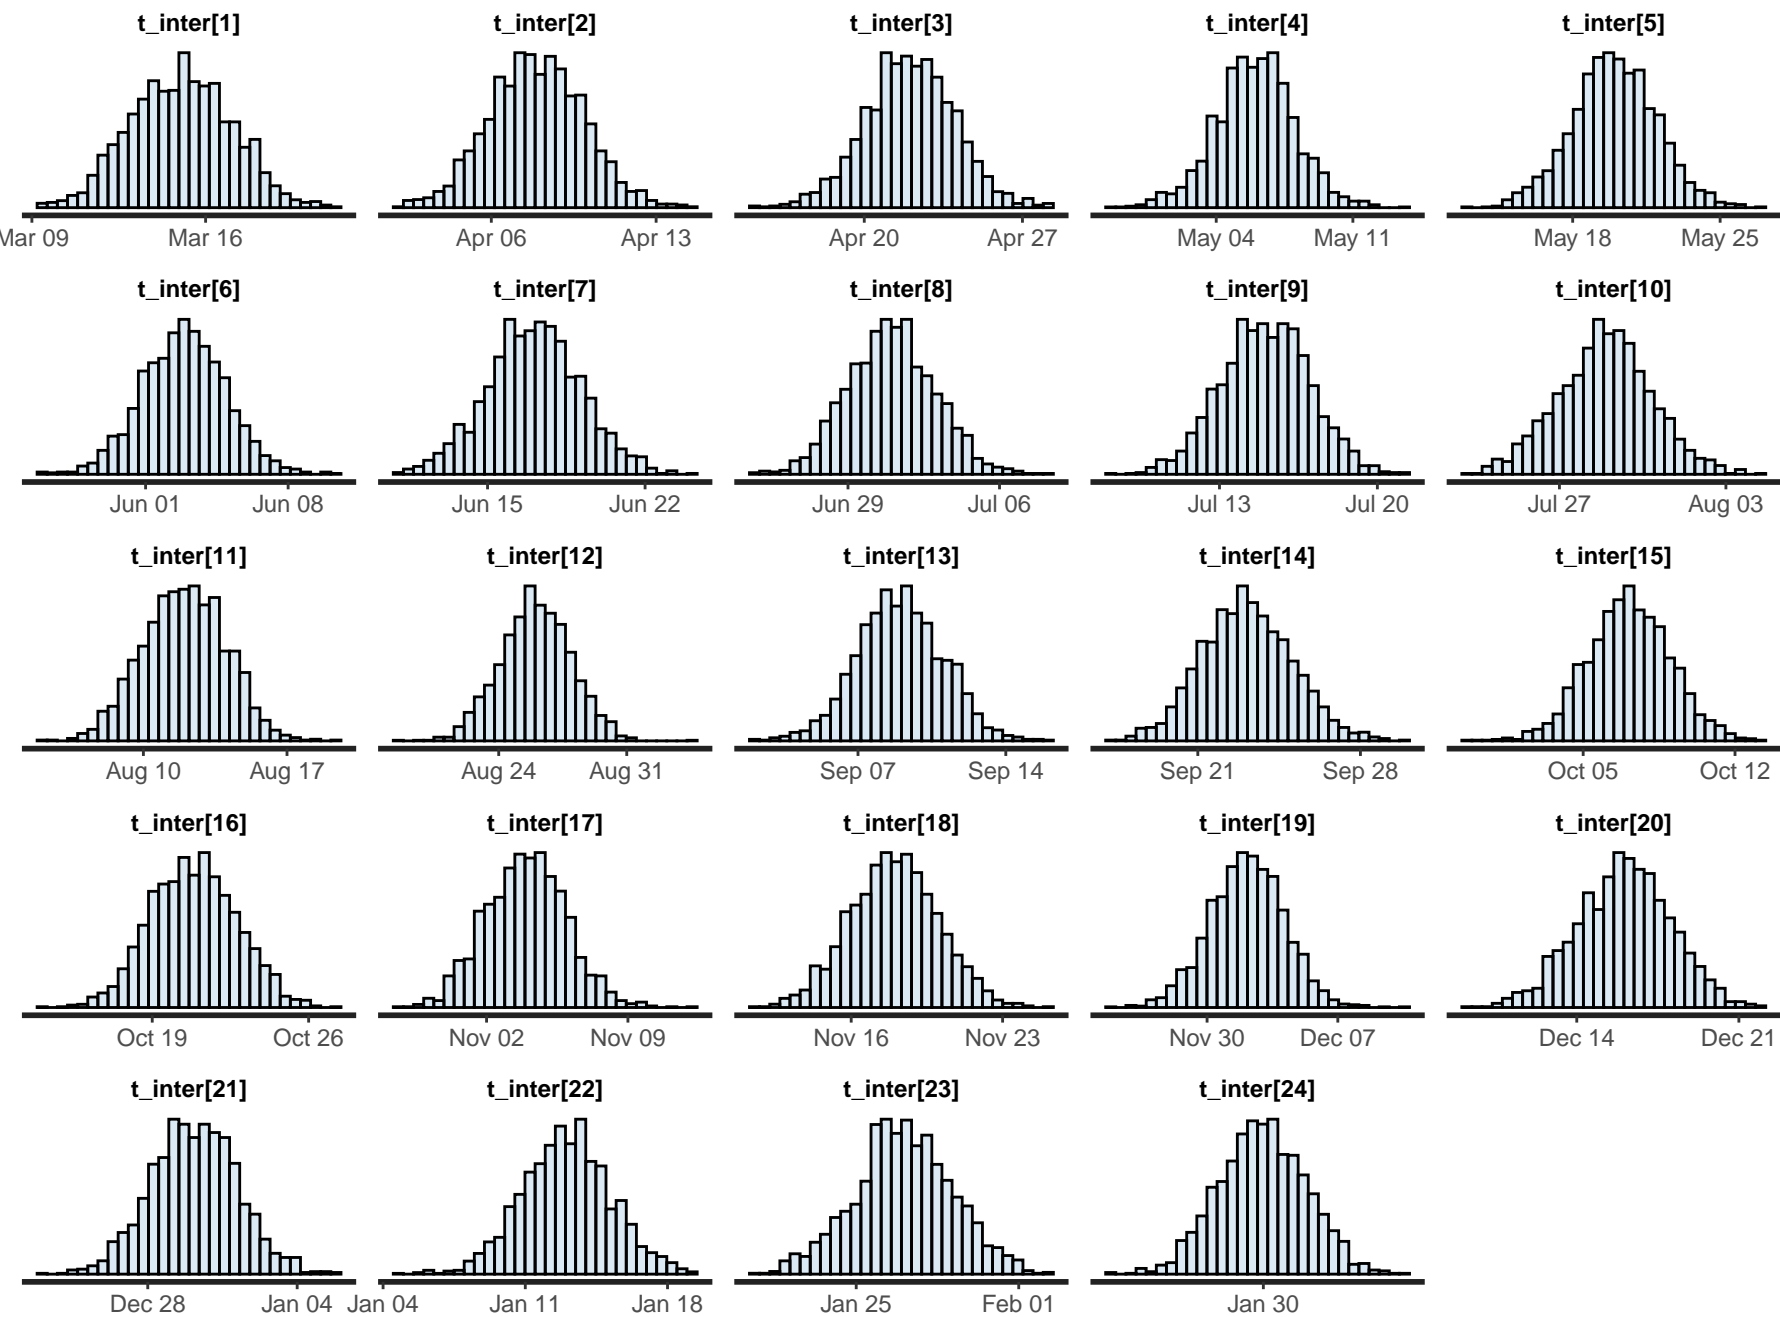 t_inter[1] t_inter[2] t_inter[3] t_inter[4] t_inter[5]
Mar 09 Mar 16 Apr 06 Apr 13 Apr 20 Apr 27 May 04 May 11 May 18 May 25
t_inter[6] t_inter[7] t_inter[8] t_inter[9] t_inter[10]
Jun 01 Jun 08 Jun 15 Jun 22 Jun 29 Jul 06 Jul 13 Jul 20 Jul 27 Aug 03
t_inter[11] t_inter[12] t_inter[13] t_inter[14] t_inter[15]
Aug 10 Aug 17 Aug 24 Aug 31 Sep 07 Sep 14 Sep 21 Sep 28 Oct 05 Oct 12
t_inter[16] t_inter[17] t_inter[18] t_inter[19] t_inter[20]
Oct 19 Oct 26 Nov 02 Nov 09 Nov 16 Nov 23 Nov 30 Dec 07 Dec 14 Dec 21
t_inter[21] t_inter[22] t_inter[23] t_inter[24]
Dec 28 Jan 04 Jan 04 Jan 11 Jan 18 Jan 25 Feb 01 Jan 30